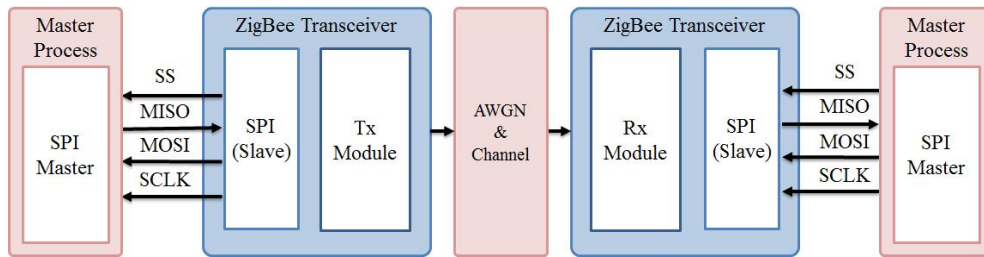 Master
Process
SPI
Master
SS
MISO
MOSI
SCLK
ZigBee Transceiver
SPI
(Slave)
Tx
Module
AWGN
&
Channel
ZigBee Transceiver
Rx
Module
SPI
(Slave)
SS
MISO
MOSI
SCLK
Master
Process
SPI
Master